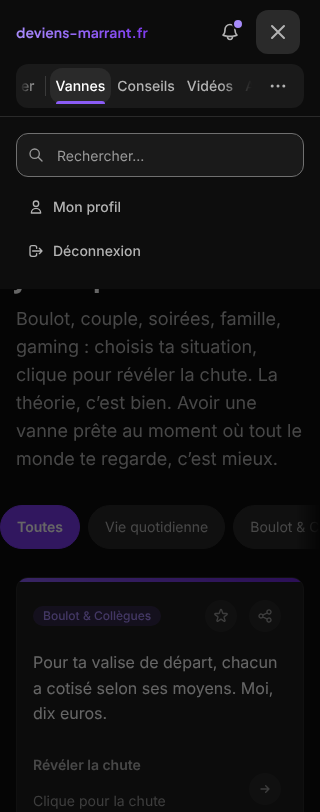 deviens-marrant.fr
er Vannes Conseils Vidéos
Rechercher...
Mon profil
Déconnexion
Boulot, couple, soirées, famille,
gaming : choisis ta situation,
clique pour révéler la chute. La
théorie, c’est bien. Avoir une
vanne prête au moment où tout le
monde te regarde, c’est mieux.
Toutes Vie quotidienne Boulot & C
Boulot & Collègues
Pour ta valise de départ, chacun
a cotisé selon ses moyens. Moi,
dix euros.
Révéler la chute
Clique pour la chute